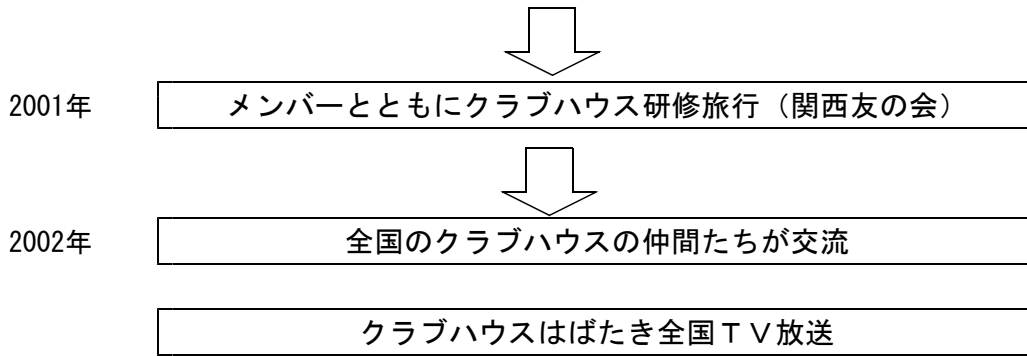 2001年 メンバーとともにクラブハウス研修旅行（関西友の会）
2002年 全国のクラブハウスの仲間たちが交流
クラブハウスはばたき全国ＴＶ放送